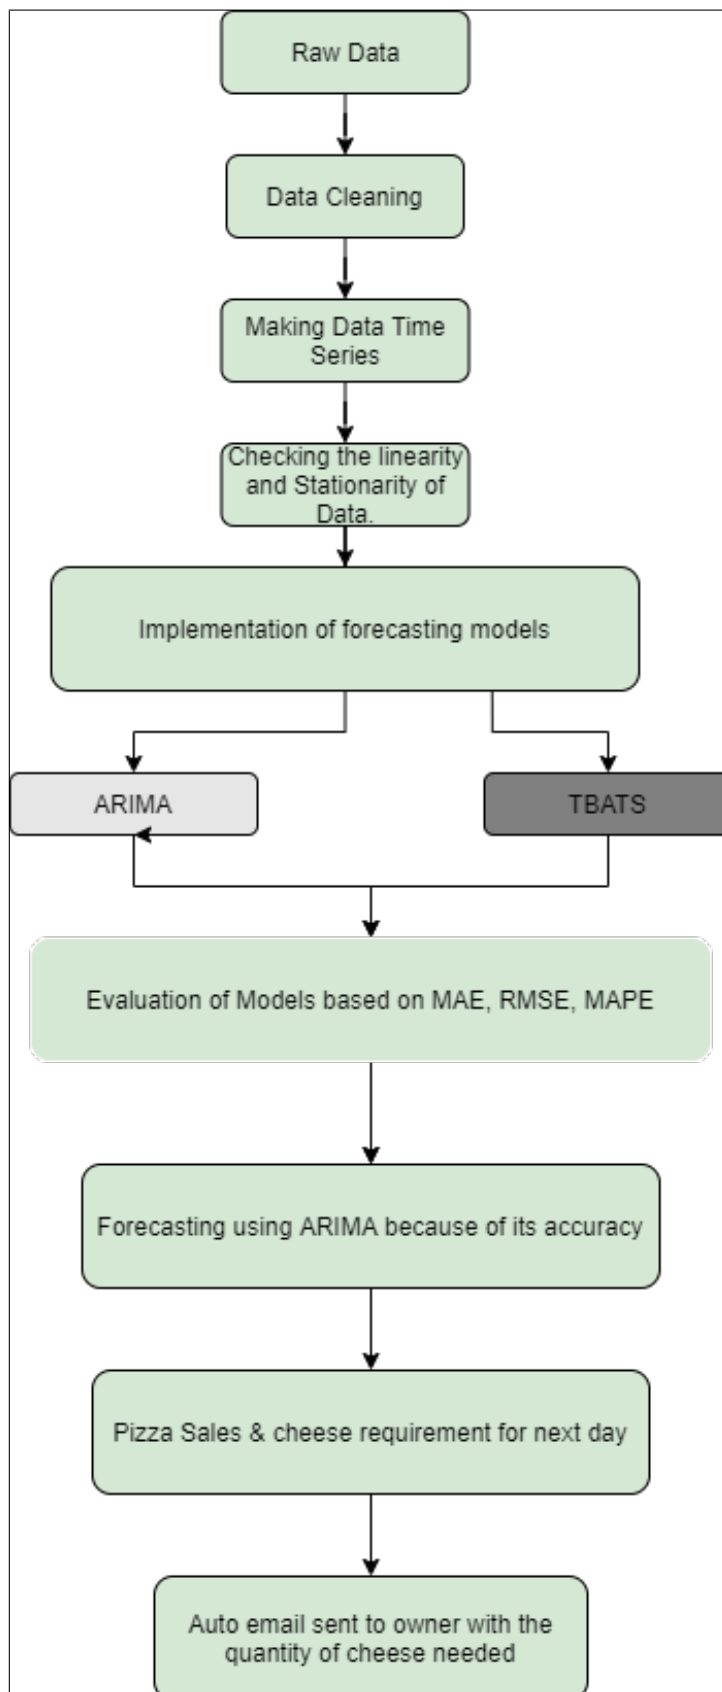 Raw Data
Data Cleaning
Making Data Time
Series
Checking the linearity
and Stationarity of
Data.
Implementation of forecasting models
ARIMA
TBATS
Evaluation of Models based on MAE, RMSE, MAPE
Forecasting using ARIMA because of its accuracy
Pizza Sales & cheese requirement for next day
Auto email sent to owner with the
quantity of cheese needed